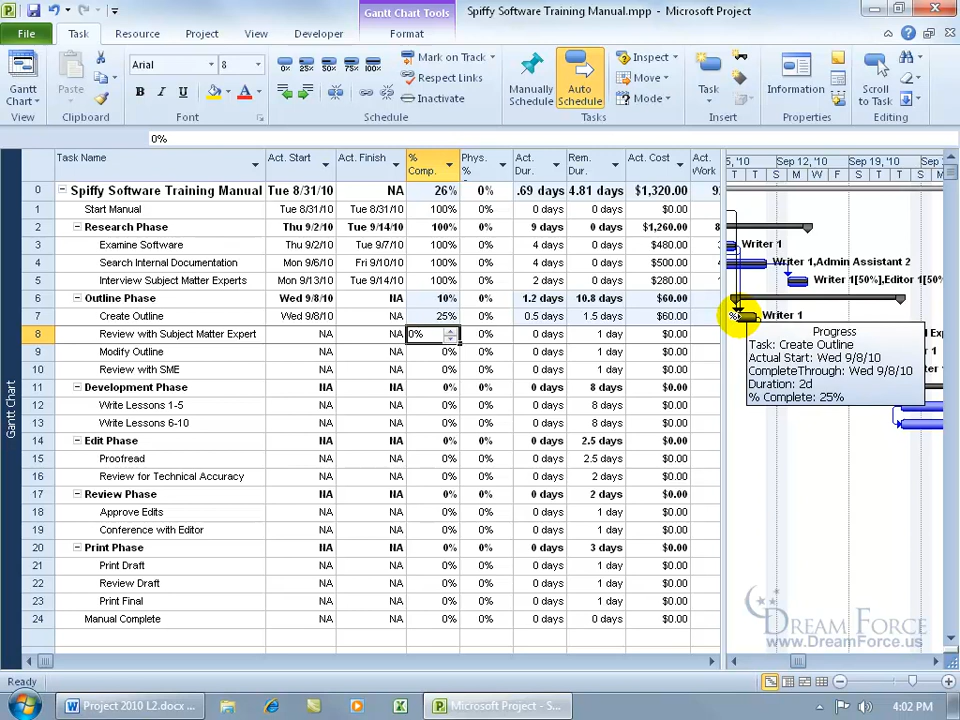 Gantt Chart Tools
Spiffy Software Training Manual.mpp - Microsoft Project
File Task Resource Project View Developer Format
Gantt Chart
Paste
Arial 8
B I U A
0% 25% 50% 75% 100%
Mark on Track
Respect Links
Inactivate
Manually Schedule
Auto Schedule
Inspect
Move
Mode
Task
Information
Scroll to Task
View Font Schedule Tasks Insert Properties Editing
0%
Task Name Act. Start Act. Finish % Comp. Phys. % Act. Dur. Rem. Dur. Act. Cost Act. Work
5, '10 Sep 12, '10 Sep 19, '10 Sep
T T S M W F S T T S M
0 Spiffy Software Training Manual Tue 8/31/10 NA 26% 0% .69 days 4.81 days $1,320.00 9
1 Start Manual Tue 8/31/10 Tue 8/31/10 100% 0% 0 days 0 days $0.00
2 Research Phase Thu 9/2/10 Tue 9/14/10 100% 0% 9 days 0 days $1,260.00 8
3 Examine Software Thu 9/2/10 Tue 9/7/10 100% 0% 4 days 0 days $480.00 Writer 1
4 Search Internal Documentation Mon 9/6/10 Fri 9/10/10 100% 0% 4 days 0 days $500.00 Writer 1,Admin Assistant 2
5 Interview Subject Matter Experts Mon 9/13/10 Tue 9/14/10 100% 0% 2 days 0 days $280.00 Writer 1[50%],Editor 1[50%
6 Outline Phase Wed 9/8/10 NA 10% 0% 1.2 days 10.8 days $60.00
7 Create Outline Wed 9/8/10 NA 25% 0% 0.5 days 1.5 days $60.00 % Writer 1
8 Review with Subject Matter Expert NA NA 0% 0% 0 days 1 day $0.00
9 Modify Outline NA NA 0% 0% 0 days 1 day $0.00
10 Review with SME NA NA 0% 0% 0 days 1 day $0.00
11 Development Phase NA NA 0% 0% 0 days 8 days $0.00
12 Write Lessons 1-5 NA NA 0% 0% 0 days 8 days $0.00
13 Write Lessons 6-10 NA NA 0% 0% 0 days 8 days $0.00
14 Edit Phase NA NA 0% 0% 0 days 2.5 days $0.00
15 Proofread NA NA 0% 0% 0 days 2.5 days $0.00
16 Review for Technical Accuracy NA NA 0% 0% 0 days 2 days $0.00
17 Review Phase NA NA 0% 0% 0 days 2 days $0.00
18 Approve Edits NA NA 0% 0% 0 days 1 day $0.00
19 Conference with Editor NA NA 0% 0% 0 days 1 day $0.00
20 Print Phase NA NA 0% 0% 0 days 3 days $0.00
21 Print Draft NA NA 0% 0% 0 days 1 day $0.00
22 Review Draft NA NA 0% 0% 0 days 1 day $0.00
23 Print Final NA NA 0% 0% 0 days 1 day $0.00
24 Manual Complete NA NA 0% 0% 0 days 0 days $0.00
Progress
Task: Create Outline
Actual Start: Wed 9/8/10
CompleteThrough: Wed 9/8/10
Duration: 2d
% Complete: 25%
Gantt Chart
DREAM FORCE
www.DreamForce.us
Ready
Project 2010 L2.docx ...
Microsoft Project - S...
4:02 PM